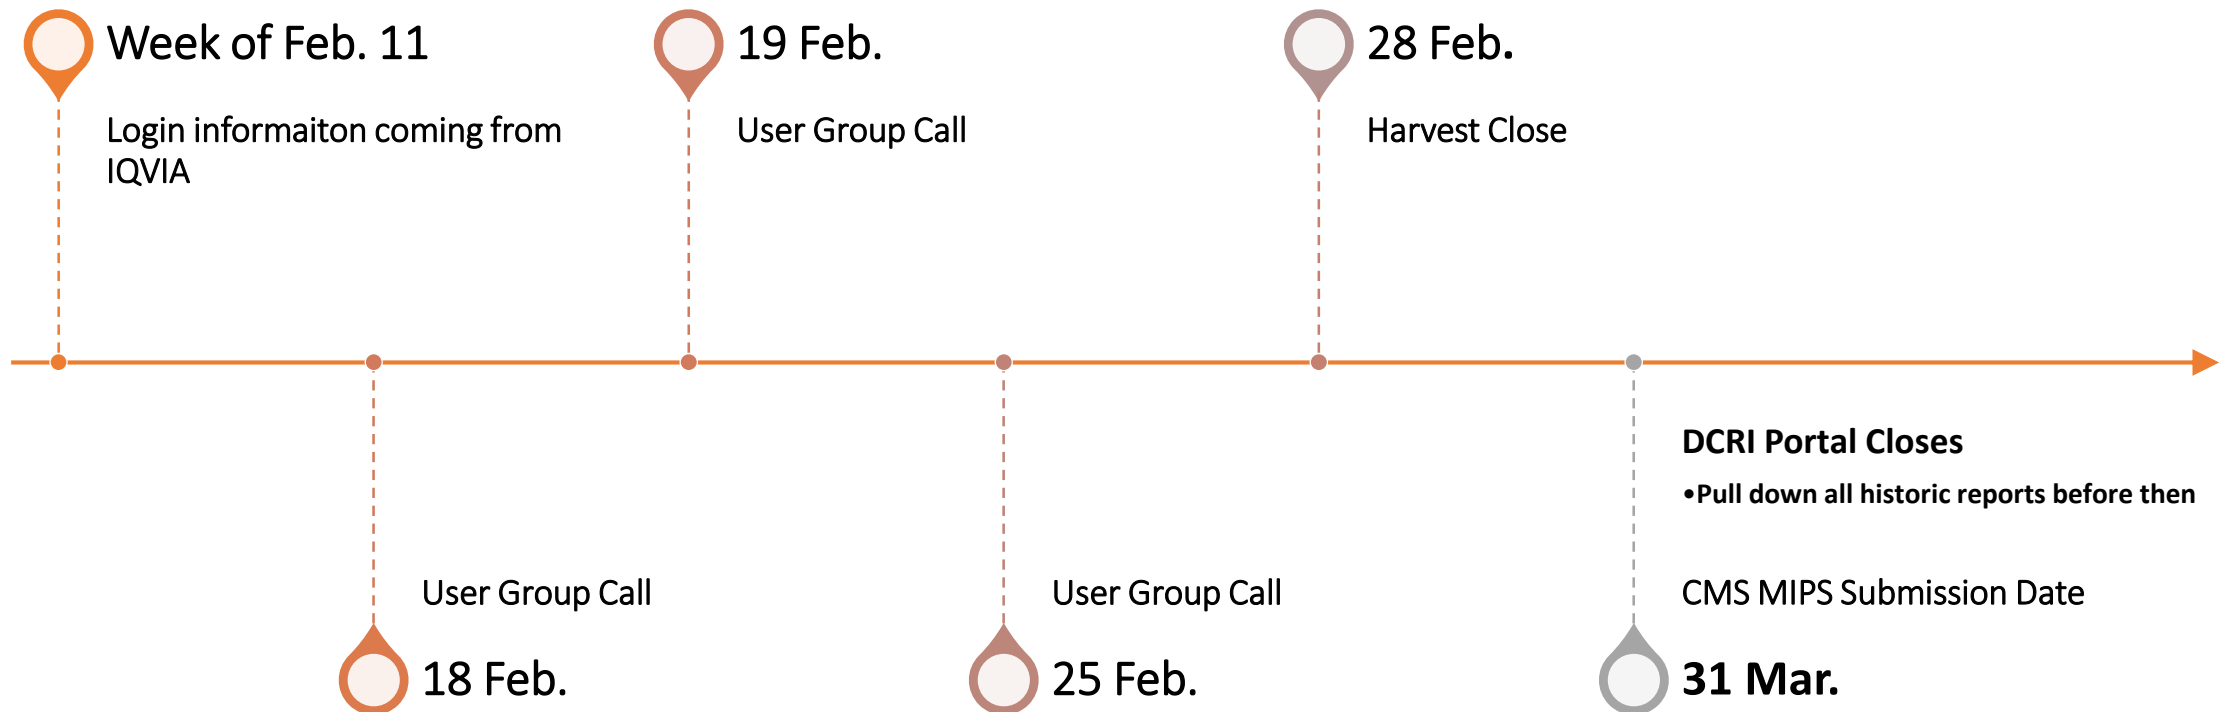 Week of Feb. 11
Login informaiton coming from
IQVIA
19 Feb.
User Group Call
28 Feb.
Harvest Close
User Group Call
18 Feb.
User Group Call
25 Feb.
DCRI Portal Closes
•Pull down all historic reports before then
CMS MIPS Submission Date
31 Mar.